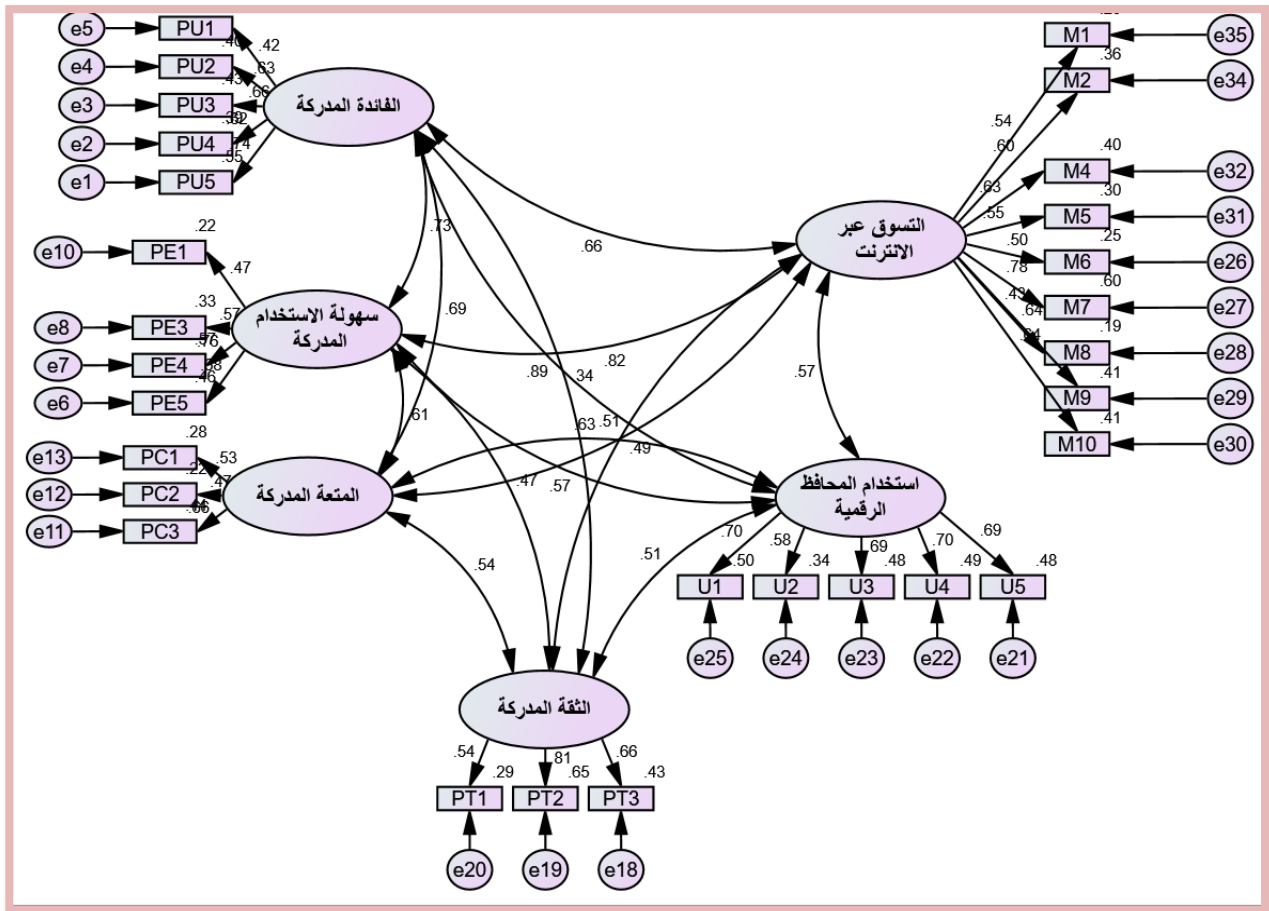 e5 PU1
e4 PU2 .42
e3 PU3 .63
e2 PU4 .66
e1 PU5 .74
.55
الفائدة المدركة
.22
e10 PE1
.47
.33
e8 PE3 .57
e7 PE4
e6 PE5 .46
سهولة الاستخدام
المدركة
.28
e13 PC1 .53
e12 PC2 .47
e11 PC3 .66
المتعة المدركة
.73
.69
.66
.61
.89
.34
.82
.57
.63
.51
.49
.47
.57
.54
.51
التسوق عبر
الانترنت
M1 e35
.36
M2 e34
.54
.60
.40
M4 e32
.63
.30
M5 e31
.55
.25
M6 e26
.50
.60
M7 e27
.78
.19
M8 e28
.43
.64
.41
M9 e29
.64
.41
M10 e30
استخدام المحافظ
الرقمية
.70 .58 .69 .70 .69
.50 .34 .48 .49 .48
U1 U2 U3 U4 U5
e25 e24 e23 e22 e21
الثقة المدركة
.54 .81 .66
.29 .65 .43
PT1 PT2 PT3
e20 e19 e18